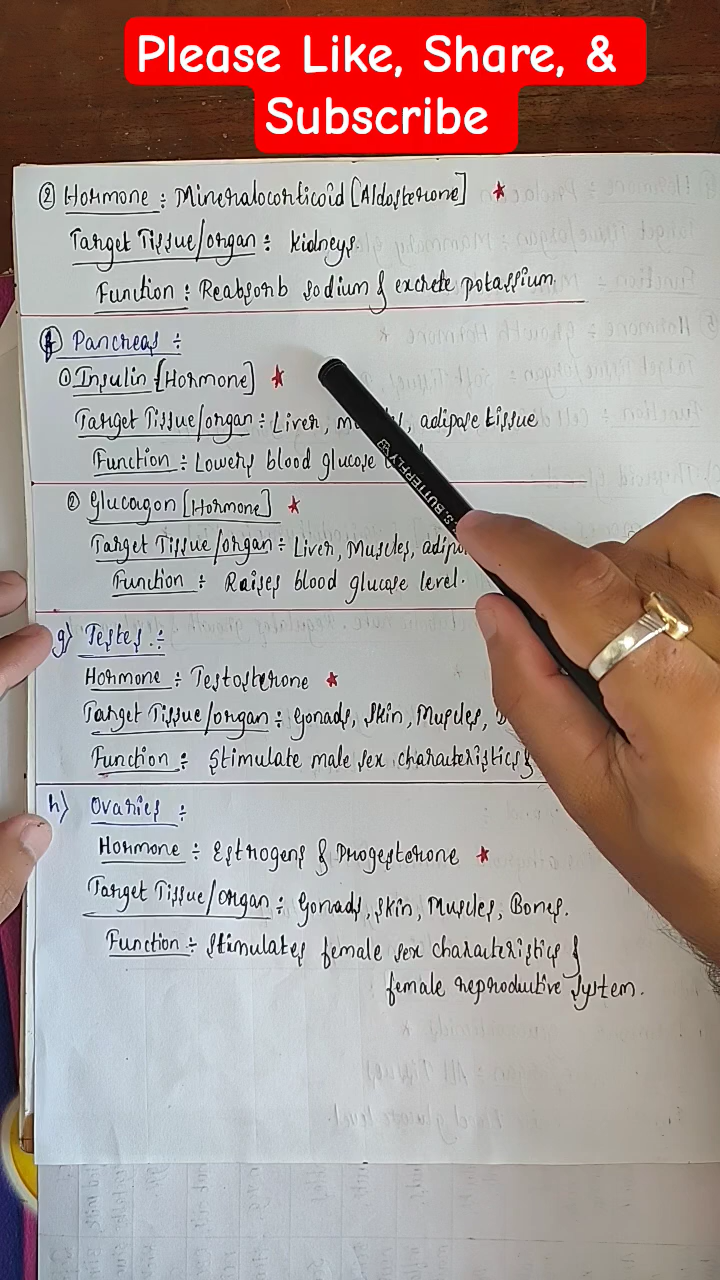 Please Like, Share, &
Subscribe
② Hormone :- Mineralocorticoid [Aldosterone] ★
Target Tissue/organ :- Kidneys.
Function :- Reabsorb sodium & excrete potassium.
f) Pancreas :-
① Insulin [Hormone] ★
Target Tissue/organ :- Liver, adipose tissue
Function :- Lowers blood glucose
② Glucagon [Hormone] ★
Target Tissue/organ :- Liver, Muscles,
Function :- Raises blood glucose level.
g) Testes :-
Hormone :- Testosterone ★
Target Tissue/organ :- Gonads, Skin, Muscles,
Function :- Stimulate male sex characteristics &
h) Ovaries :-
Hormone :- Estrogens & Progesterone ★
Target Tissue/organ :- Gonads, Skin, Muscles, Bones.
Function :- Stimulates female sex characteristics &
female reproductive system.
S. BUTTERFLY